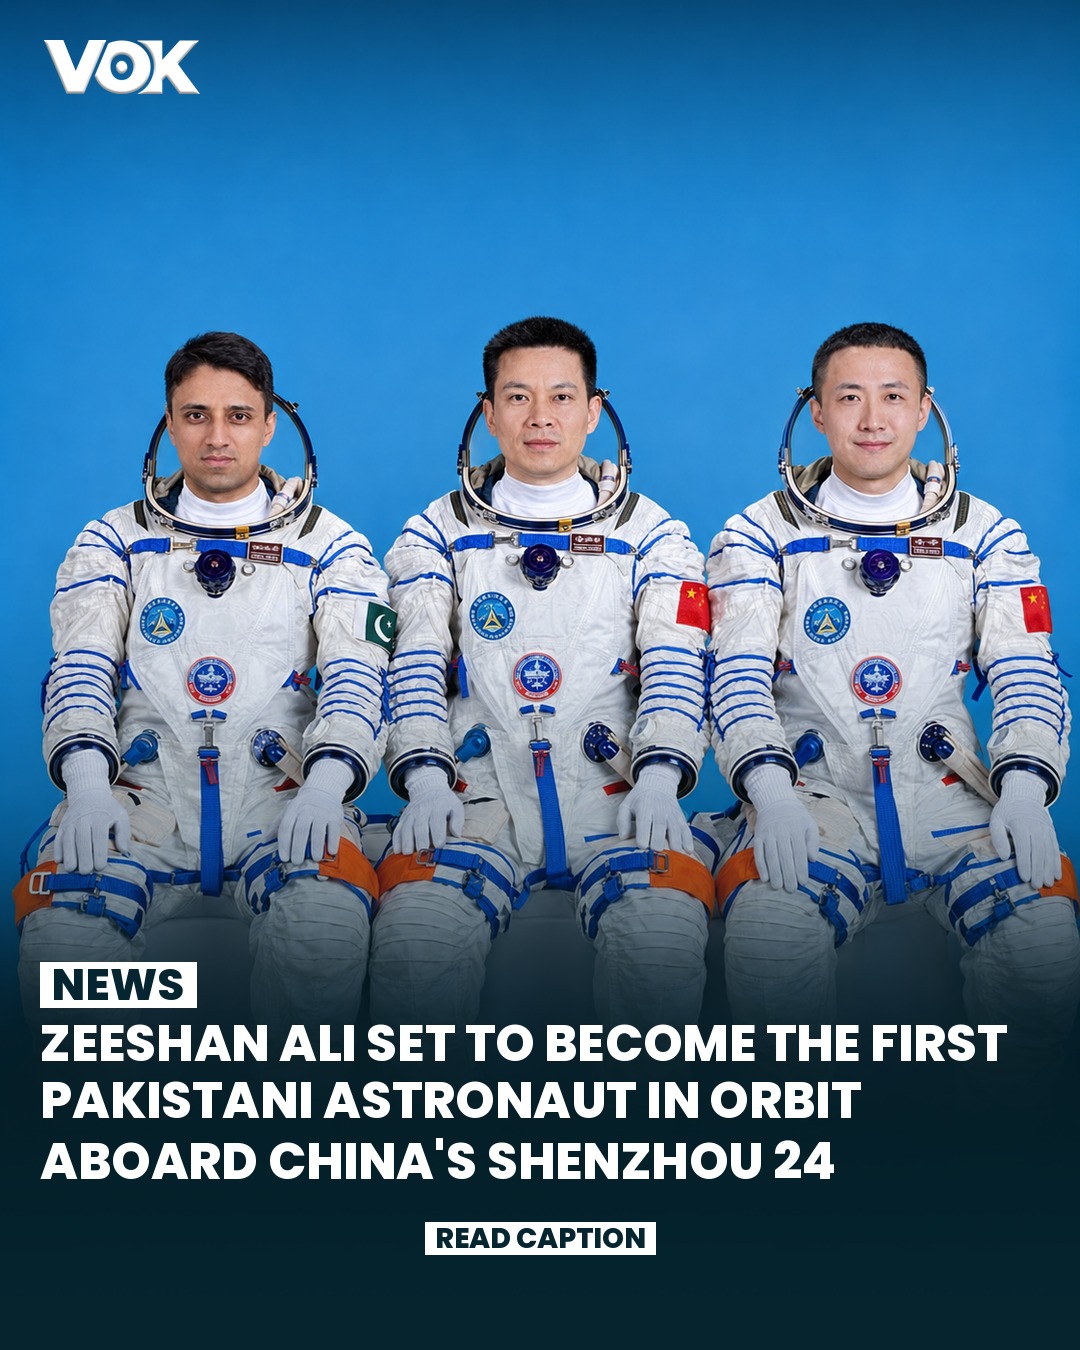 VOK
NEWS
ZEESHAN ALI SET TO BECOME THE FIRST
PAKISTANI ASTRONAUT IN ORBIT
ABOARD CHINA'S SHENZHOU 24
READ CAPTION